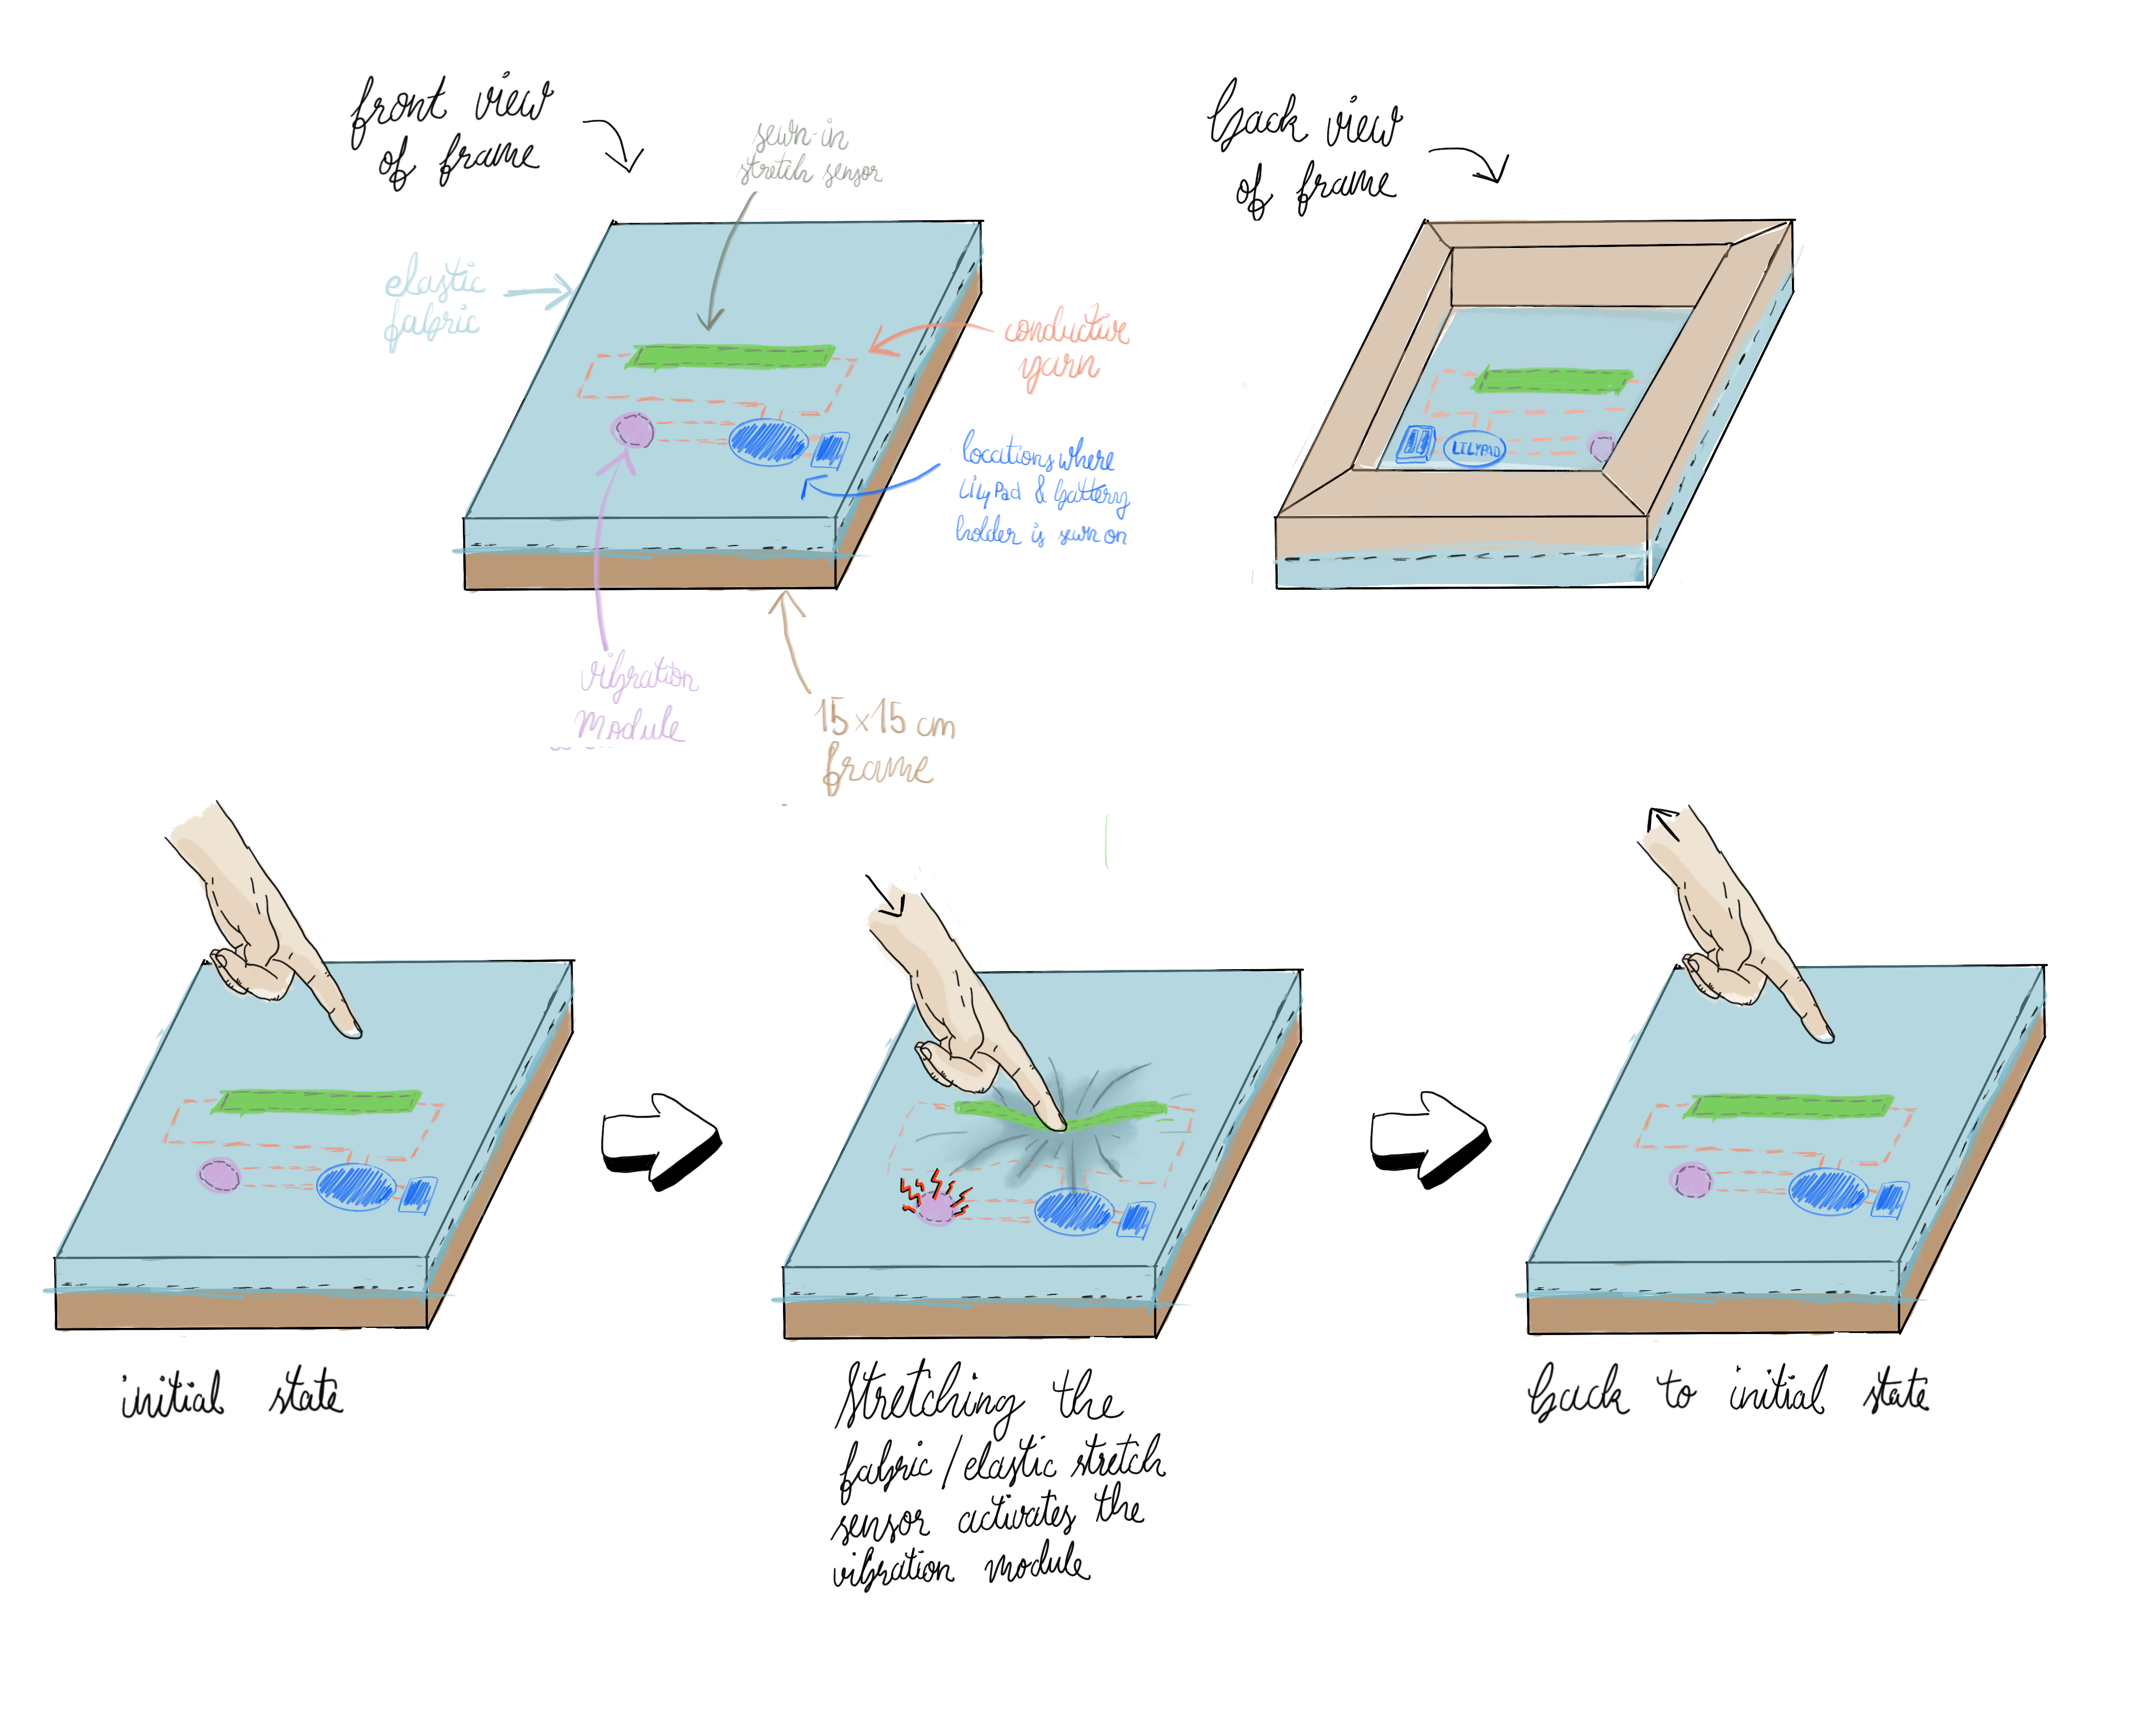 front view
of frame
sewn-in
stretch sensor
elastic
fabric
conductive
yarn
locations where
LilyPad & battery
holder is sewn on
vibration
module
15x15 cm
frame
back view
of frame
LILYPAD
initial state
Stretching the
fabric/elastic stretch
sensor activates the
vibration module
back to initial state